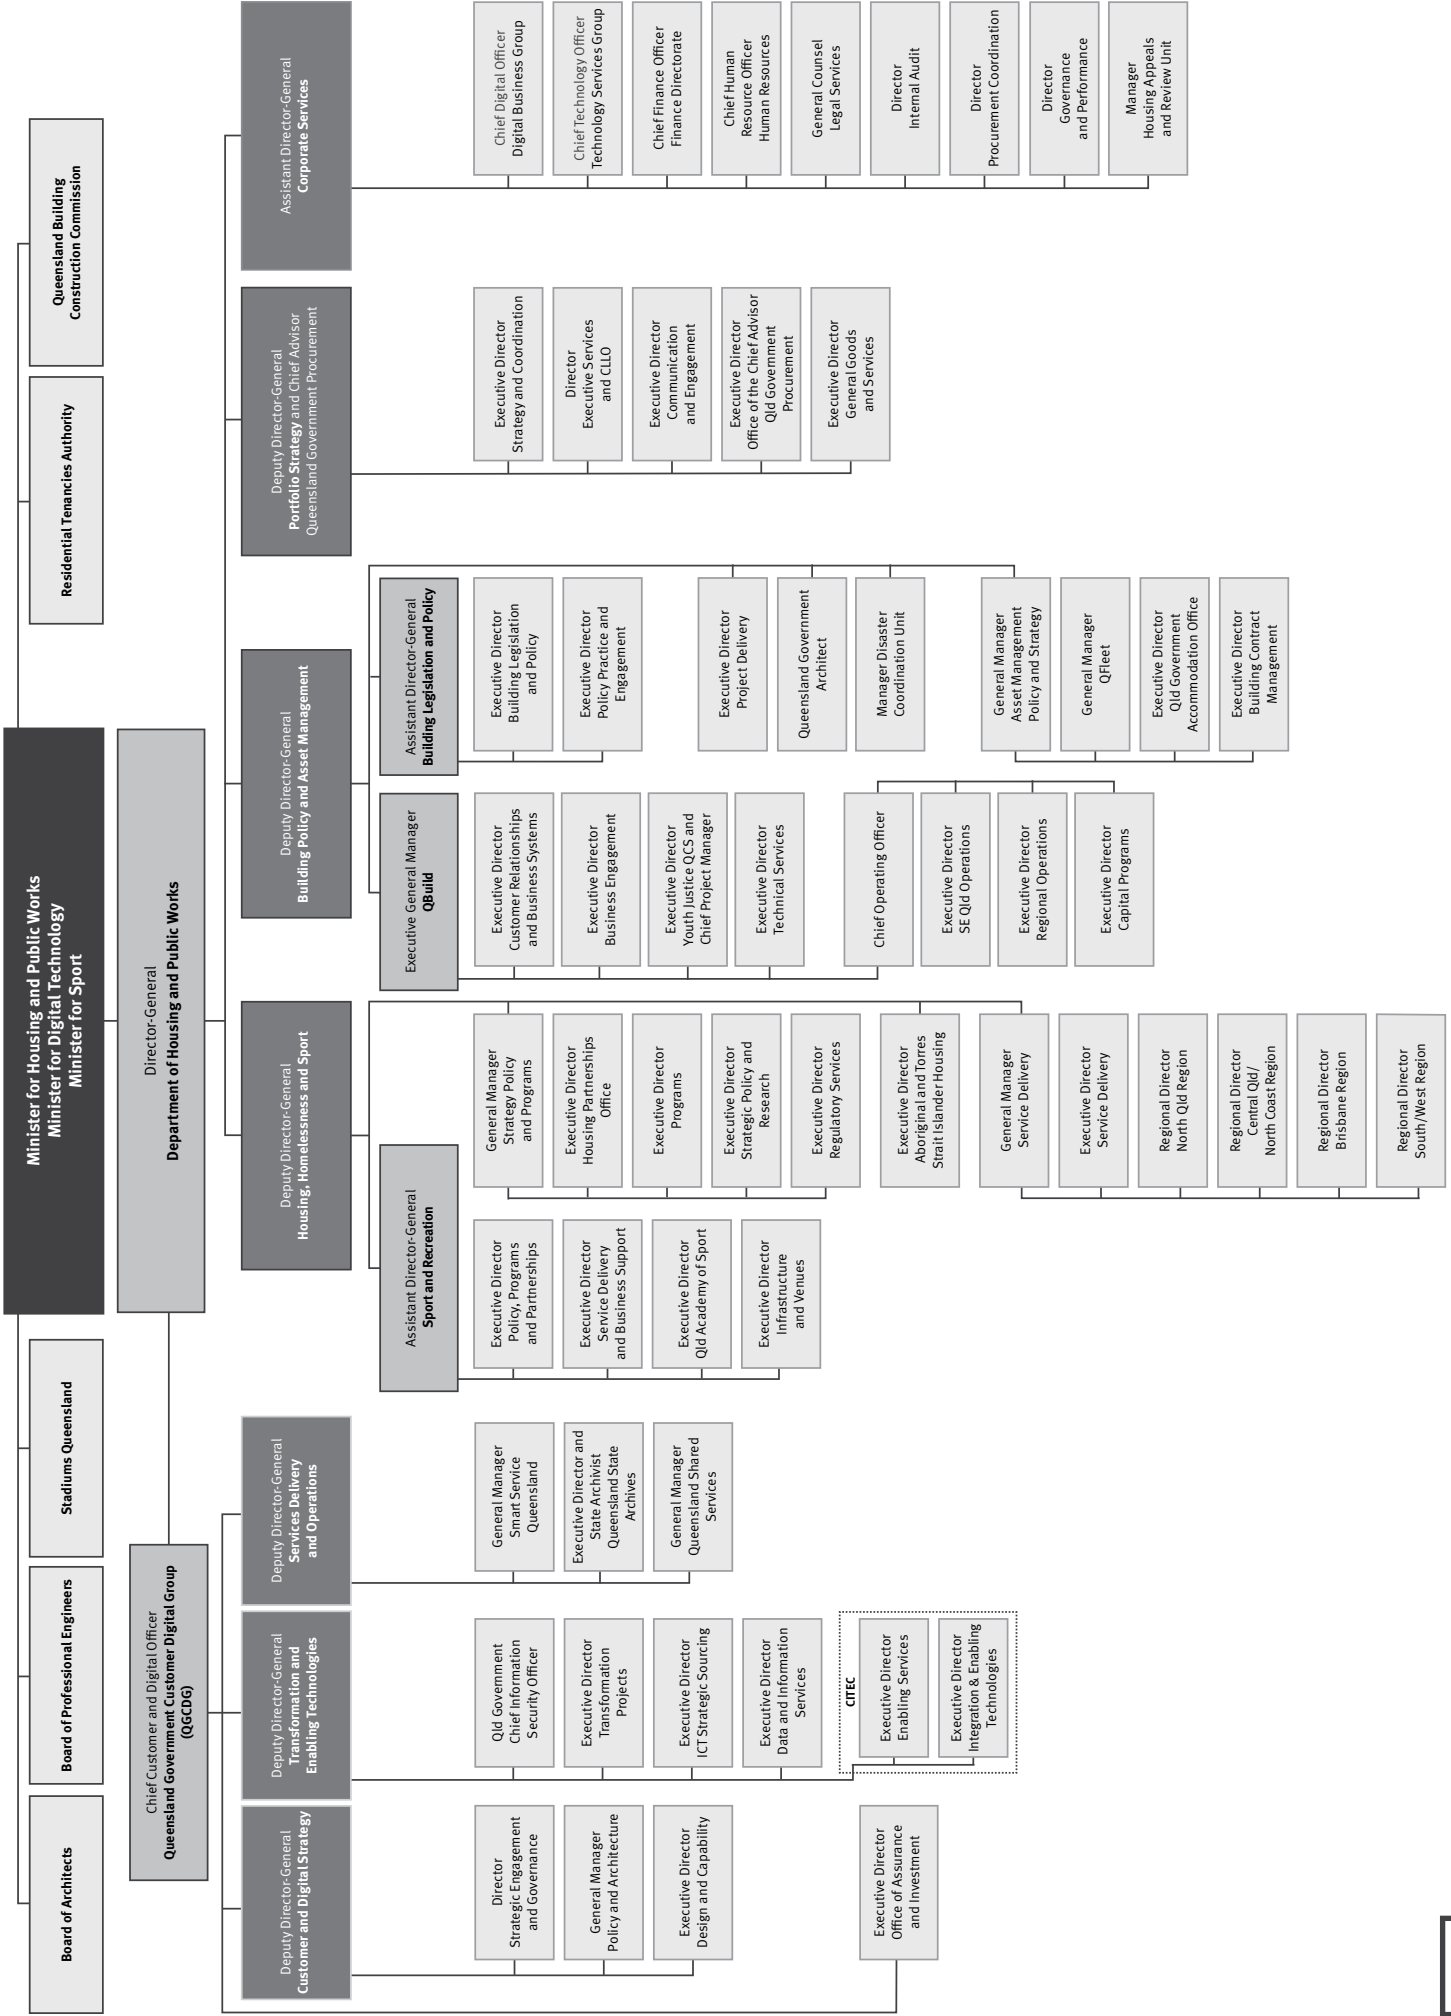 Minister for Housing and Public Works
Minister for Digital Technology
Minister for Sport
Board of Architects
Board of Professional Engineers
Stadiums Queensland
Residential Tenancies Authority
Queensland Building
Construction Commission
Director-General
Department of Housing and Public Works
Chief Customer and Digital Officer
Queensland Government Customer Digital Group
(QGCDG)
Deputy Director-General
Customer and Digital Strategy
Director
Strategic Engagement
and Governance
General Manager
Policy and Architecture
Executive Director
Design and Capability
Executive Director
Office of Assurance
and Investment
Deputy Director-General
Transformation and
Enabling Technologies
Qld Government
Chief Information
Security Officer
Executive Director
Transformation
Projects
Executive Director
ICT Strategic Sourcing
Executive Director
Data and Information
Services
CITEC
Executive Director
Enabling Services
Executive Director
Integration & Enabling
Technologies
Deputy Director-General
Services Delivery
and Operations
General Manager
Smart Service
Queensland
Executive Director and
State Archivist
Queensland State
Archives
General Manager
Queensland Shared
Services
Deputy Director-General
Housing, Homelessness and Sport
Assistant Director-General
Sport and Recreation
Executive Director
Policy, Programs
and Partnerships
Executive Director
Service Delivery
and Business Support
Executive Director
Qld Academy of Sport
Executive Director
Infrastructure
and Venues
General Manager
Strategy Policy
and Programs
Executive Director
Housing Partnerships
Office
Executive Director
Programs
Executive Director
Strategic Policy and
Research
Executive Director
Regulatory Services
Executive Director
Aboriginal and Torres
Strait Islander Housing
General Manager
Service Delivery
Executive Director
Service Delivery
Regional Director
North Qld Region
Regional Director
Central Qld/
North Coast Region
Regional Director
Brisbane Region
Regional Director
South/West Region
Deputy Director-General
Building Policy and Asset Management
Executive General Manager
QBuild
Executive Director
Customer Relationships
and Business Systems
Executive Director
Business Engagement
Executive Director
Youth Justice QCS and
Chief Project Manager
Executive Director
Technical Services
Chief Operating Officer
Executive Director
SE Qld Operations
Executive Director
Regional Operations
Executive Director
Capital Programs
Assistant Director-General
Building Legislation and Policy
Executive Director
Building Legislation
and Policy
Executive Director
Policy Practice and
Engagement
Executive Director
Project Delivery
Queensland Government
Architect
Manager Disaster
Coordination Unit
General Manager
Asset Management
Policy and Strategy
General Manager
QFleet
Executive Director
Qld Government
Accommodation Office
Executive Director
Building Contract
Management
Deputy Director-General
Portfolio Strategy and Chief Advisor
Queensland Government Procurement
Executive Director
Strategy and Coordination
Director
Executive Services
and CLLO
Executive Director
Communication
and Engagement
Executive Director
Office of the Chief Advisor
Qld Government
Procurement
Executive Director
General Goods
and Services
Assistant Director-General
Corporate Services
Chief Digital Officer
Digital Business Group
Chief Technology Officer
Technology Services Group
Chief Finance Officer
Finance Directorate
Chief Human
Resource Officer
Human Resources
General Counsel
Legal Services
Director
Internal Audit
Director
Procurement Coordination
Director
Governance
and Performance
Manager
Housing Appeals
and Review Unit